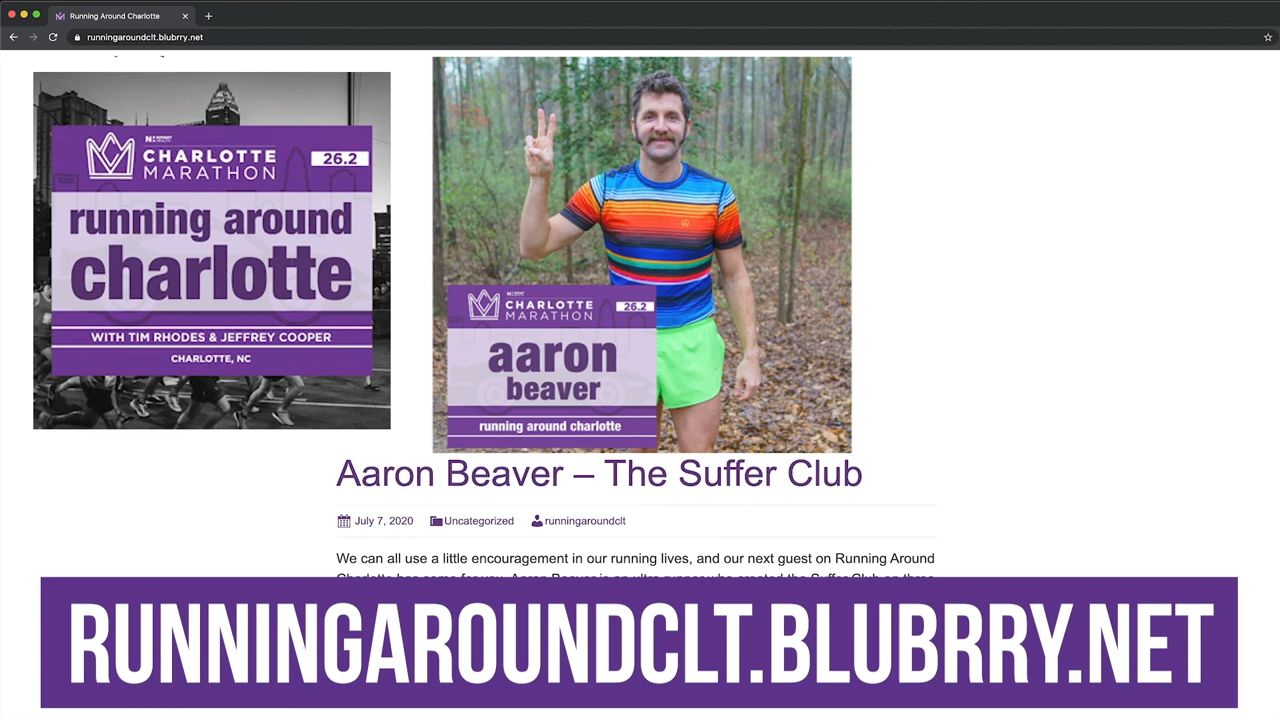 Running Around Charlotte
runningaroundclt.blubrry.net
NOVANT
HEALTH
CHARLOTTE
MARATHON
26.2
running around
charlotte
WITH TIM RHODES & JEFFREY COOPER
CHARLOTTE, NC
CHARLOTTE
MARATHON
26.2
aaron
beaver
running around charlotte
Aaron Beaver – The Suffer Club
July 7, 2020 Uncategorized runningaroundclt
We can all use a little encouragement in our running lives, and our next guest on Running Around
RUNNINGAROUNDCLT.BLUBRRY.NET